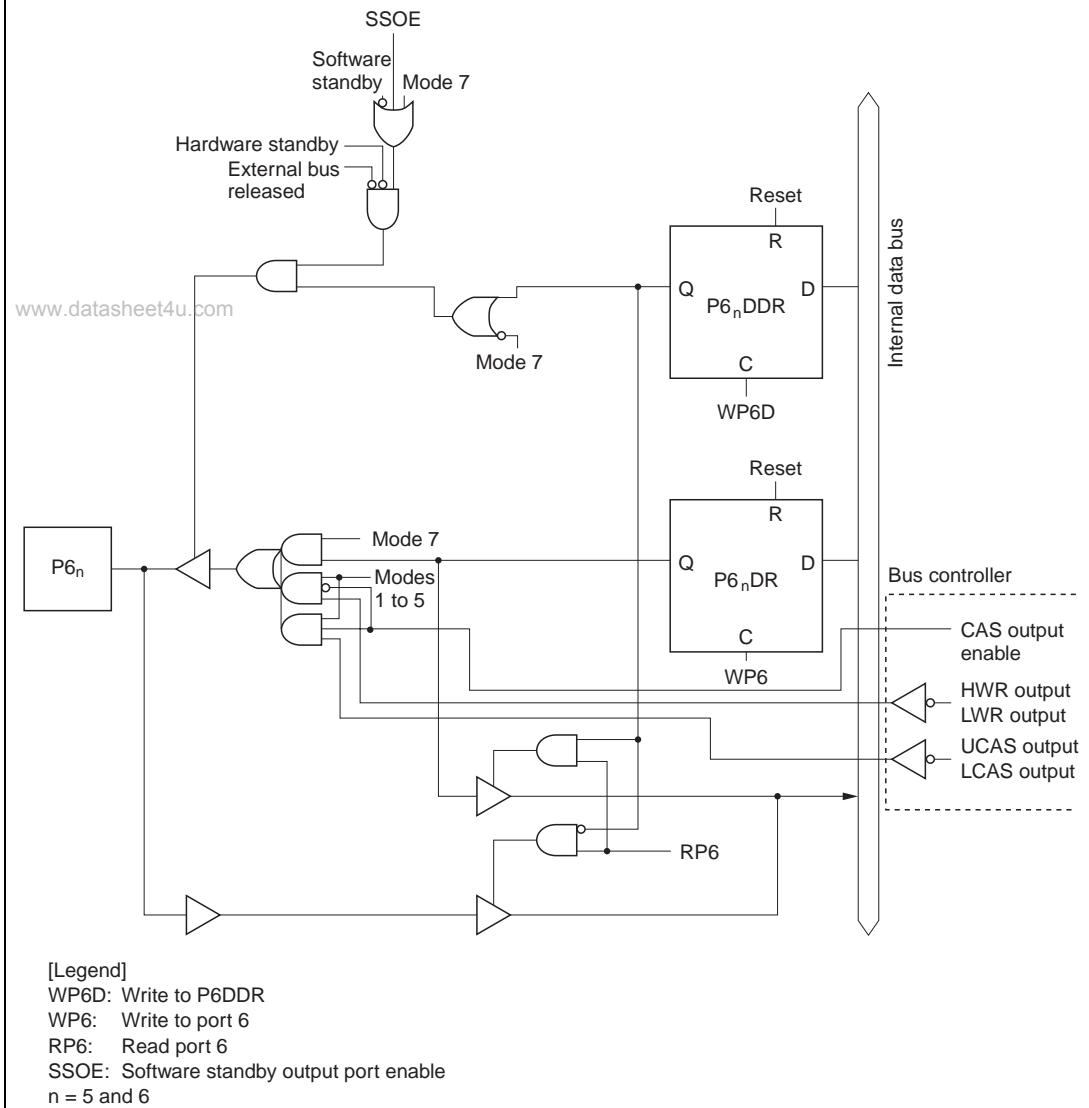 SSOE
Software
standby
Mode 7
Hardware standby
External bus
released
Reset
R
Q
D
P6nDDR
C
WP6D
Internal data bus
www.datasheet4u.com
Mode 7
Reset
R
Q
D
P6nDR
C
WP6
P6n
Mode 7
Modes
1 to 5
Bus controller
CAS output
enable
HWR output
LWR output
UCAS output
LCAS output
RP6
[Legend]
WP6D: Write to P6DDR
WP6: Write to port 6
RP6: Read port 6
SSOE: Software standby output port enable
n = 5 and 6